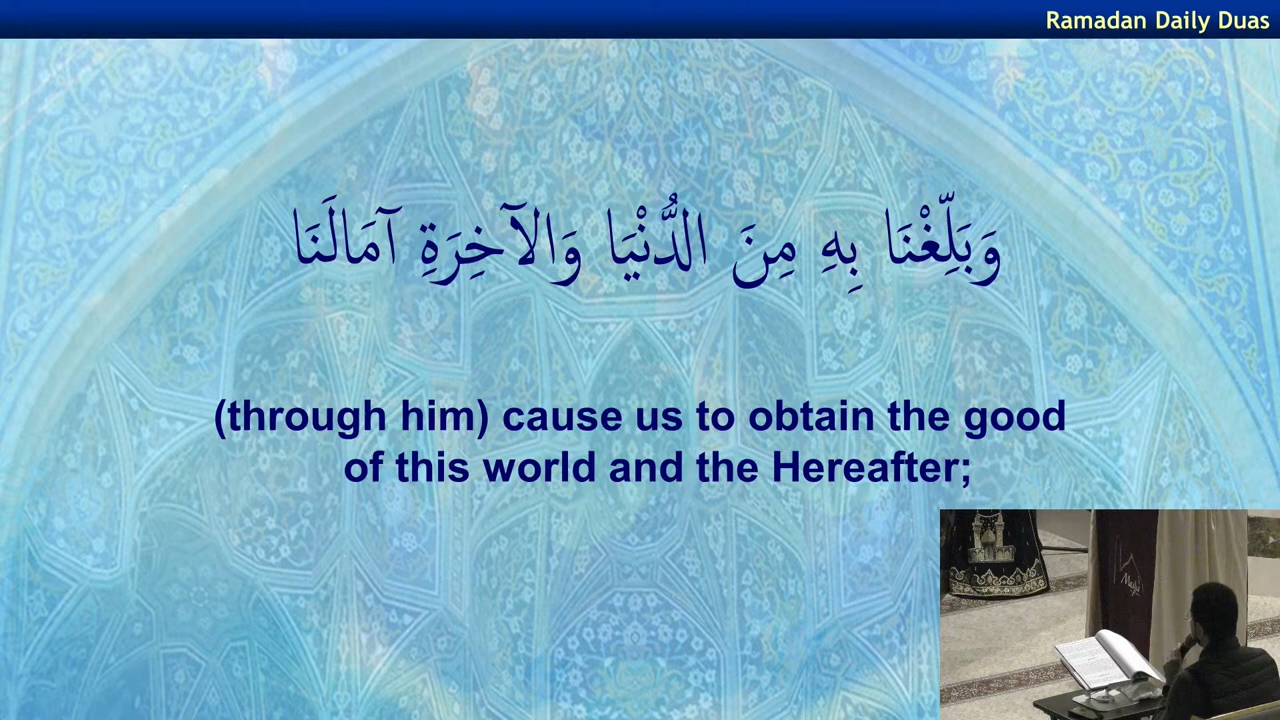 Ramadan Daily Duas
وَبَلِّغْنَا بِهِ مِنَ الدُّنْيَا وَالآخِرَةِ آمَالَنَا
(through him) cause us to obtain the good
of this world and the Hereafter;